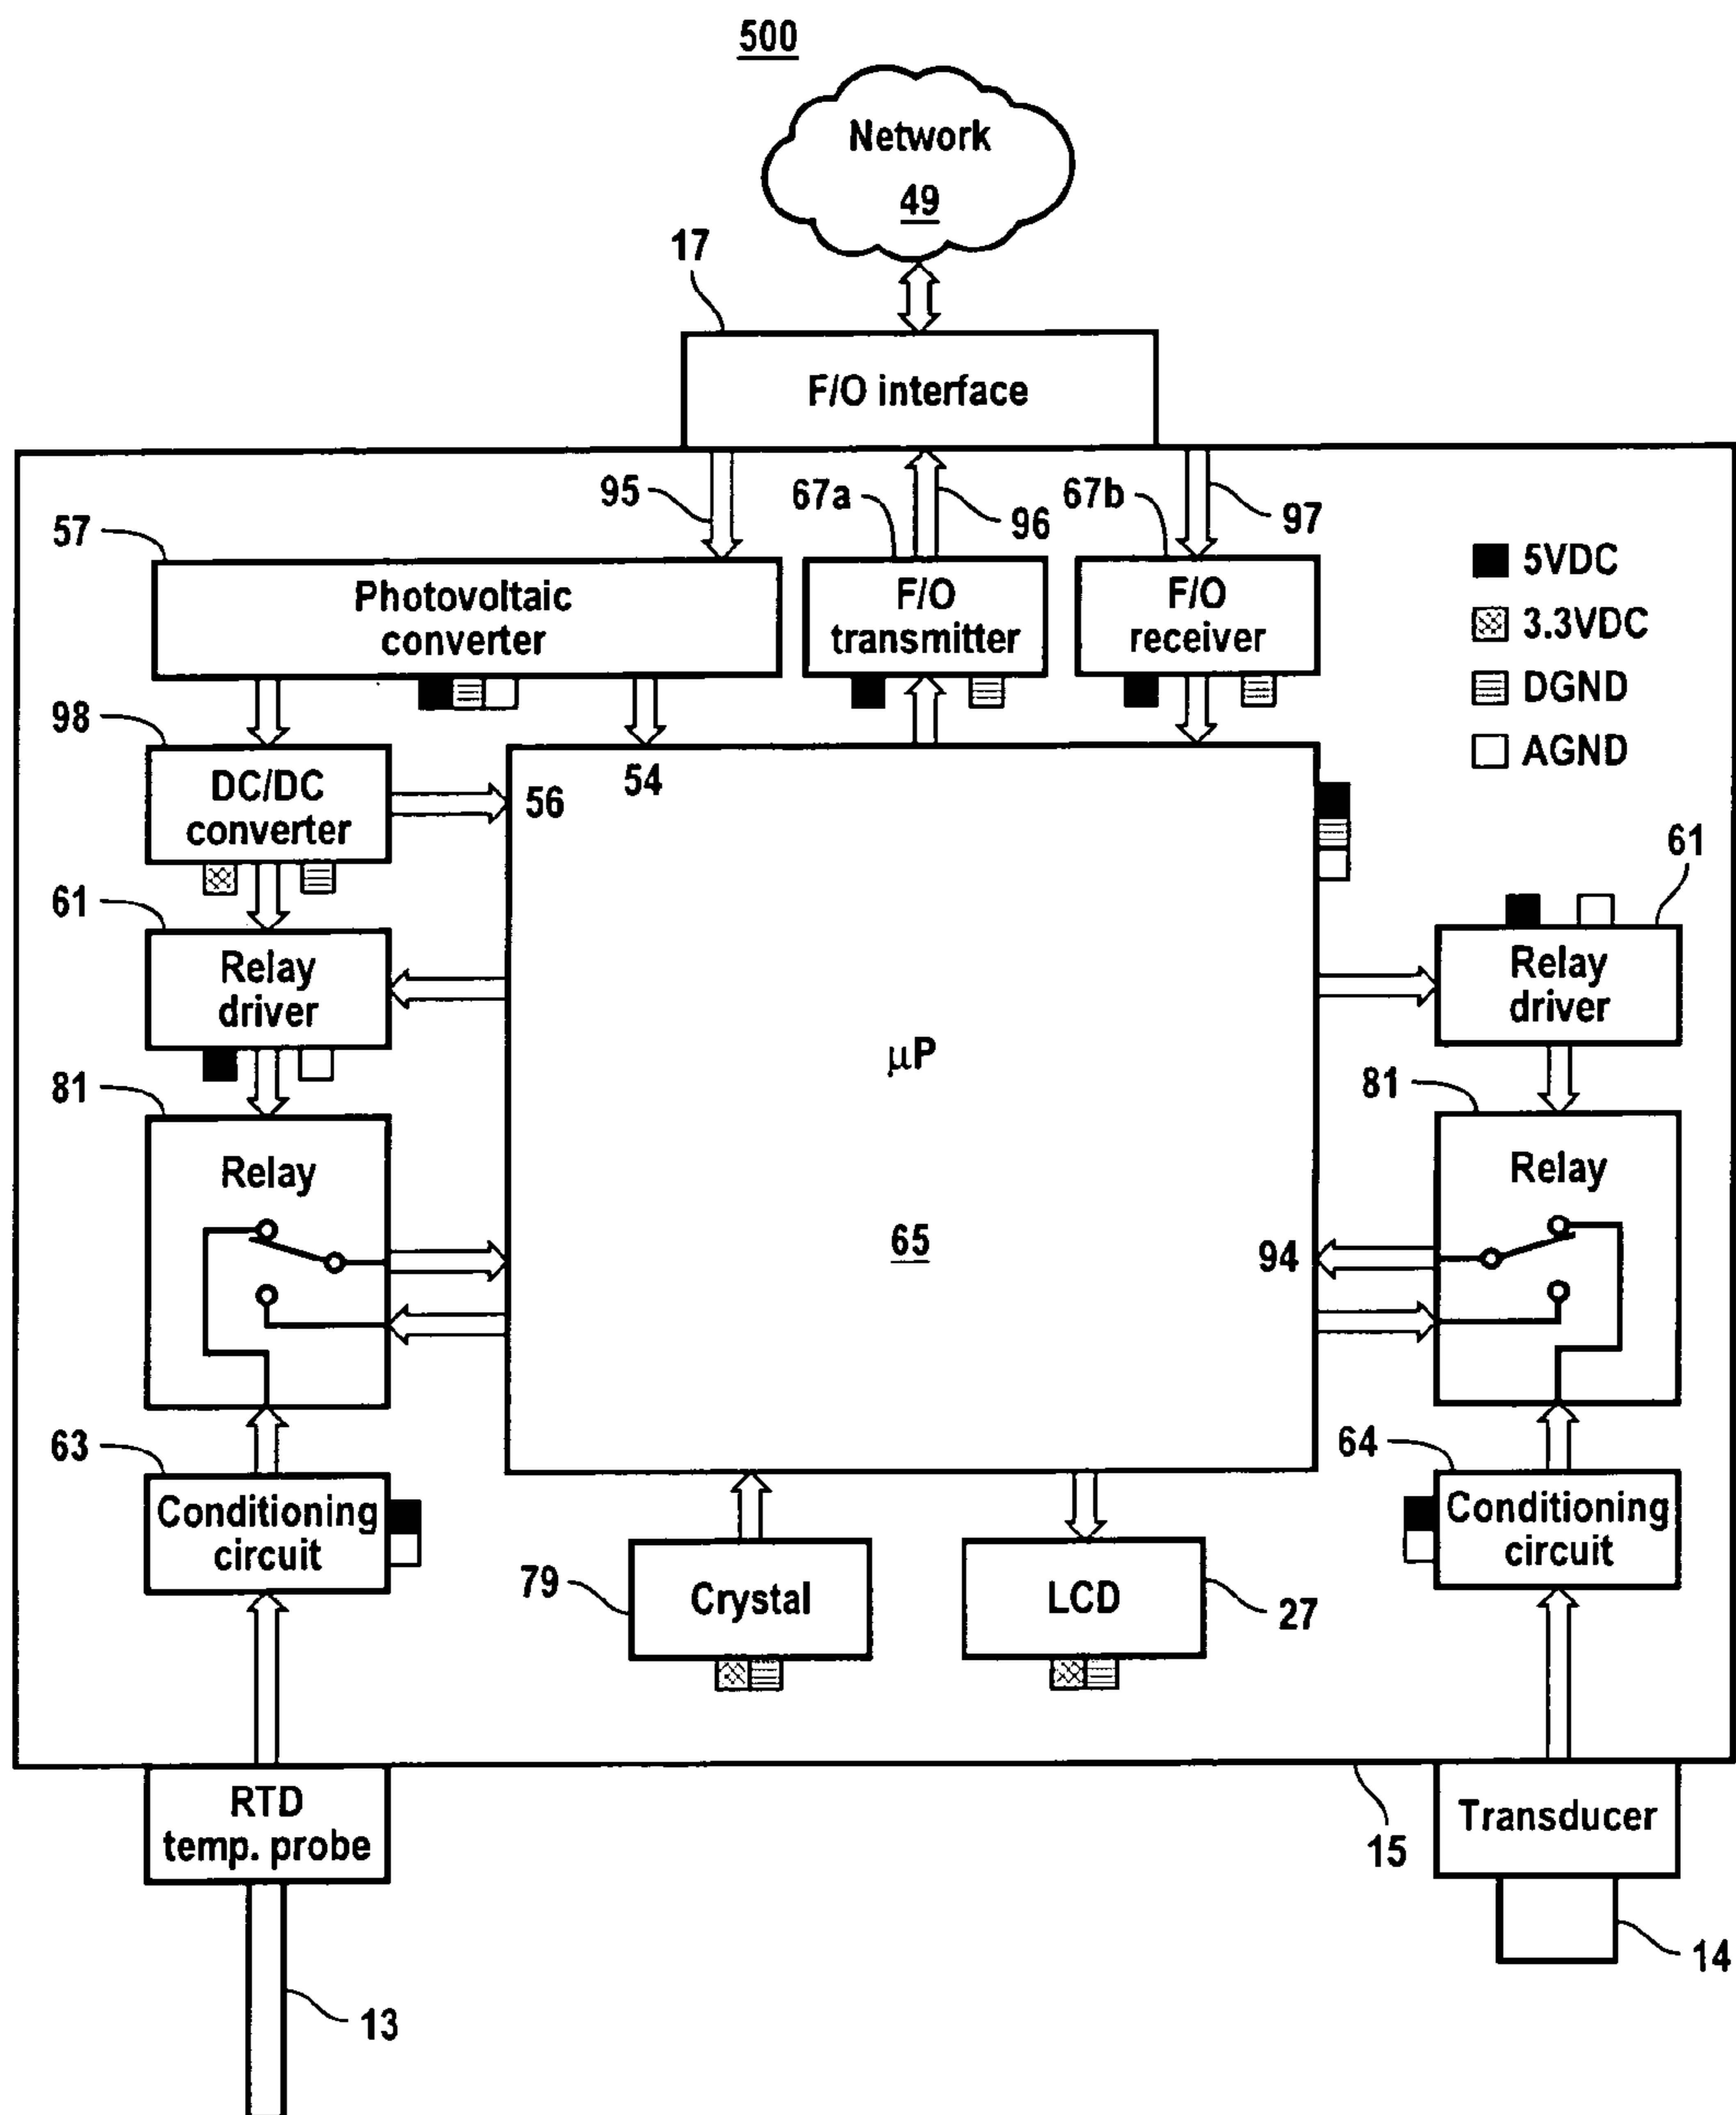 500
Network
49
17
F/O interface
95
67a
96
67b
97
57
Photovoltaic
converter
F/O
transmitter
F/O
receiver
5VDC
3.3VDC
DGND
AGND
98
DC/DC
converter
56
54
61
Relay
driver
61
Relay
driver
μP
65
81
Relay
81
Relay
94
63
Conditioning
circuit
64
Conditioning
circuit
79
Crystal
LCD
27
RTD
temp. probe
15
Transducer
13
14